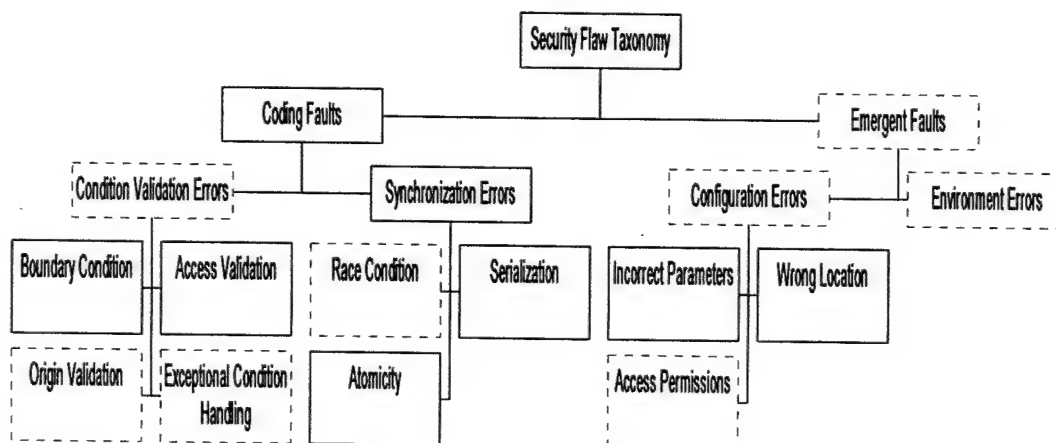 Security Flaw Taxonomy
Coding Faults
Emergent Faults
Condition Validation Errors
Synchronization Errors
Configuration Errors
Environment Errors
Boundary Condition
Access Validation
Race Condition
Serialization
Incorrect Parameters
Wrong Location
Origin Validation
Exceptional Condition
Handling
Atomicity
Access Permissions